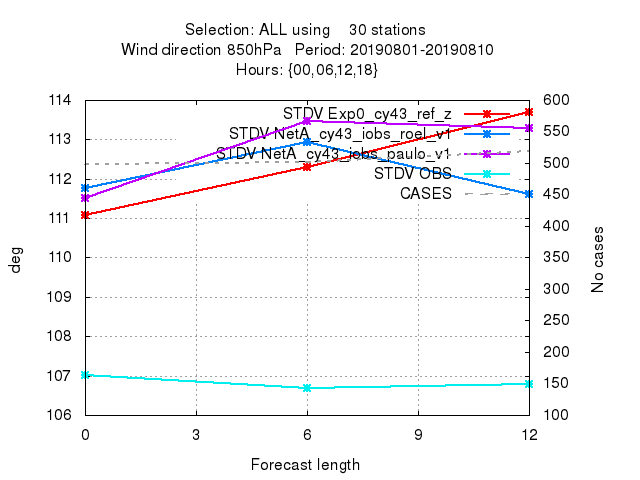 Selection: ALL using 30 stations
Wind direction 850hPa Period: 20190801-20190810
Hours: {00,06,12,18}
114
113
112
111
110
109
108
107
106
600
550
500
450
400
350
300
250
200
150
100
STDV Exp0_cy43_ref_z
STDV NetA_cy43_iobs_roel_v1
STDV NetA_cy43_iobs_paulo_v1
STDV OBS
CASES
deg
No cases
0 3 6 9 12
Forecast length